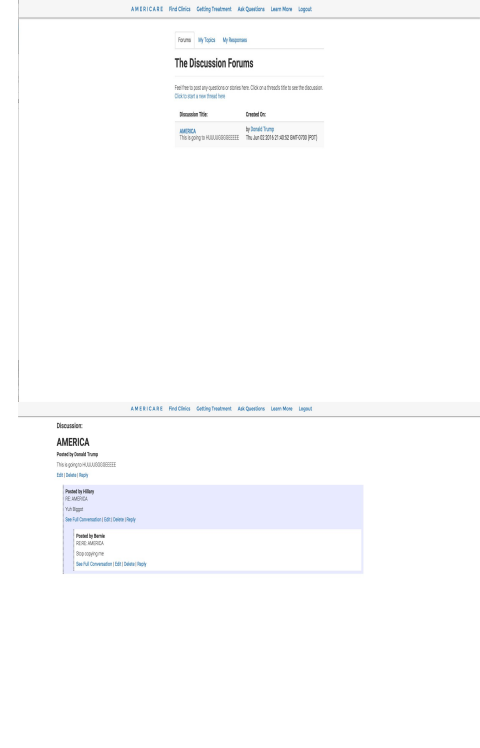 AMERICARE Find Clinics Getting Treatment Ask Questions Learn More Logout
Forums My Topics My Responses
The Discussion Forums
Feel free to post any questions or stories here. Click on a thread's title to see the discussion.
Click to start a new thread here
Discussion Title: Created On:
AMERICA by Donald Trump
This is going to HUUUUGGGGEEEEE Thu Jun 02 2016 21:40:52 GMT-0700 (PDT)
AMERICARE Find Clinics Getting Treatment Ask Questions Learn More Logout
Discussion:
AMERICA
Posted by Donald Trump
This is going to HUUUUGGGGEEEEE
Edit | Delete | Reply
Posted by Hillary
RE: AMERICA
Yuh Biggot
See Full Conversation | Edit | Delete | Reply
Posted by Bernie
RE:RE: AMERICA
Stop copying me
See Full Conversation | Edit | Delete | Reply